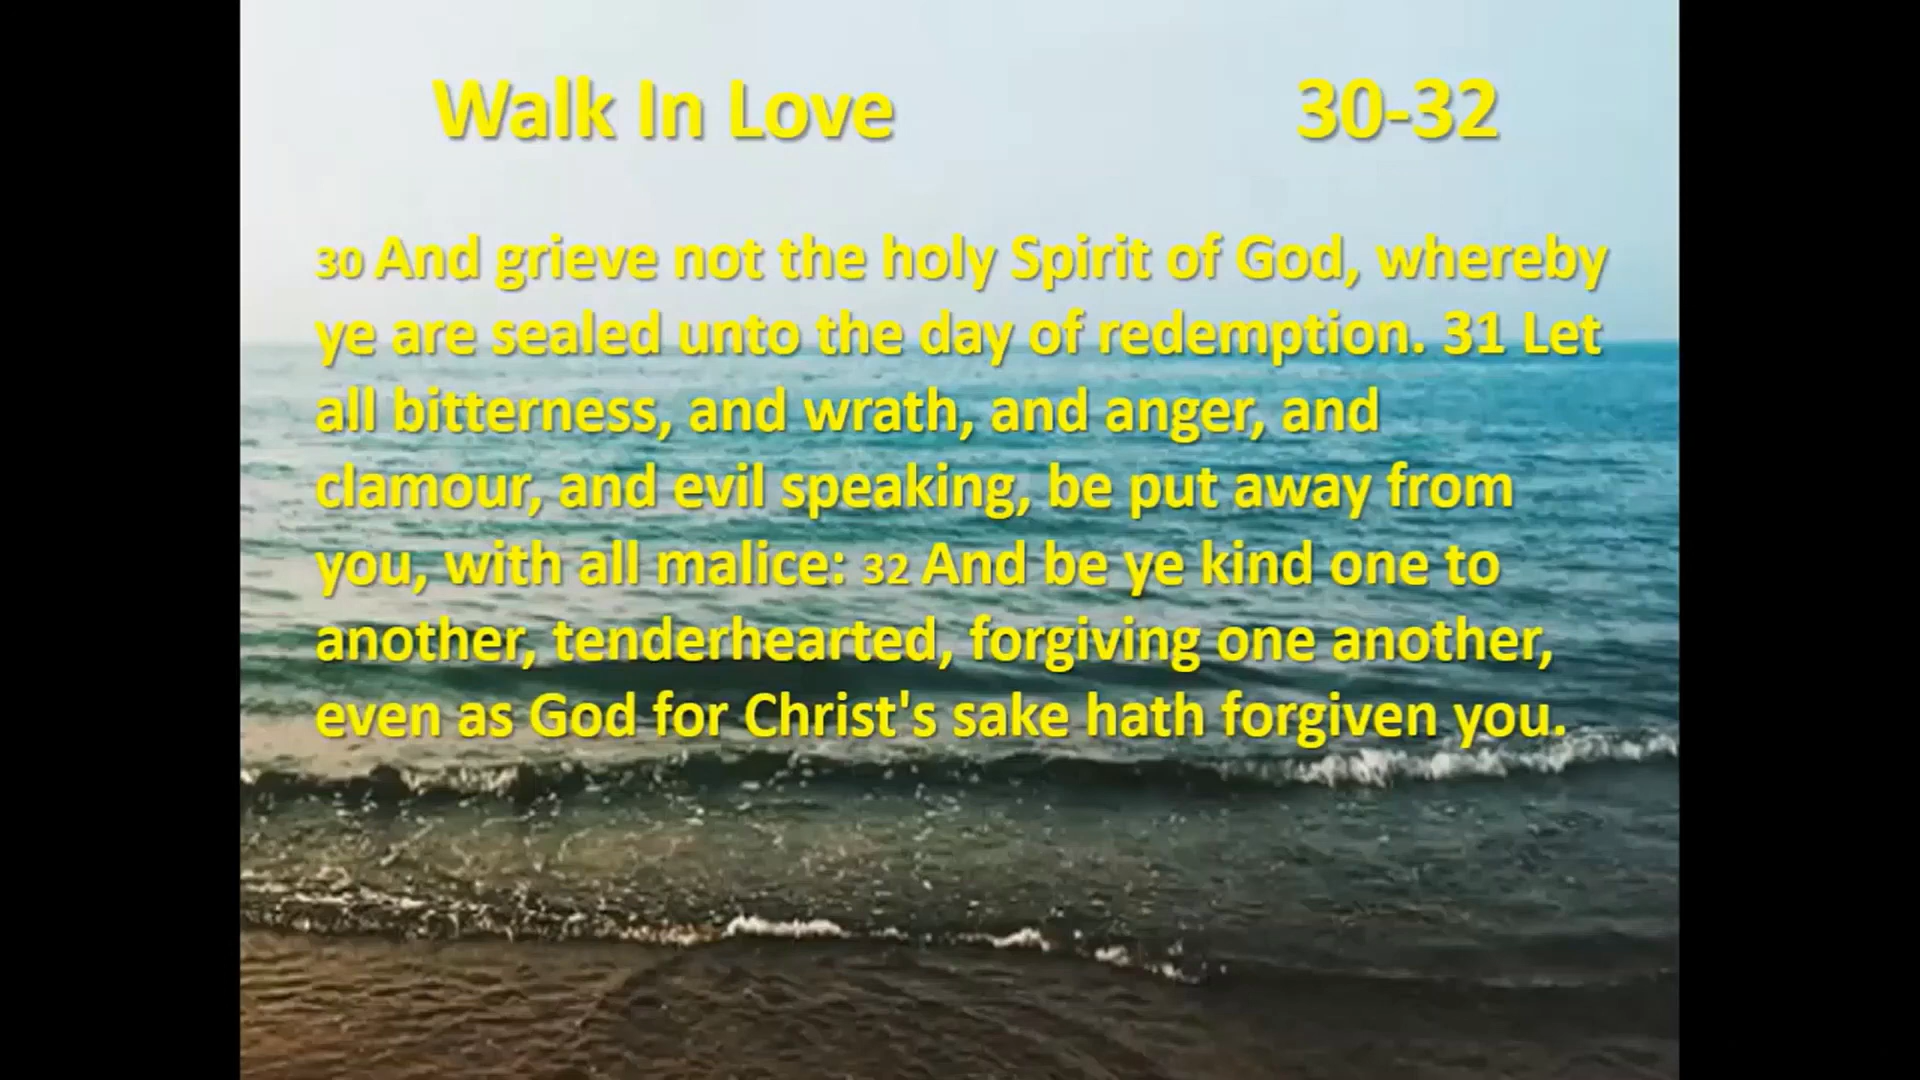 Walk In Love 30-32
30 And grieve not the holy Spirit of God, whereby
ye are sealed unto the day of redemption. 31 Let
all bitterness, and wrath, and anger, and
clamour, and evil speaking, be put away from
you, with all malice: 32 And be ye kind one to
another, tenderhearted, forgiving one another,
even as God for Christ's sake hath forgiven you.